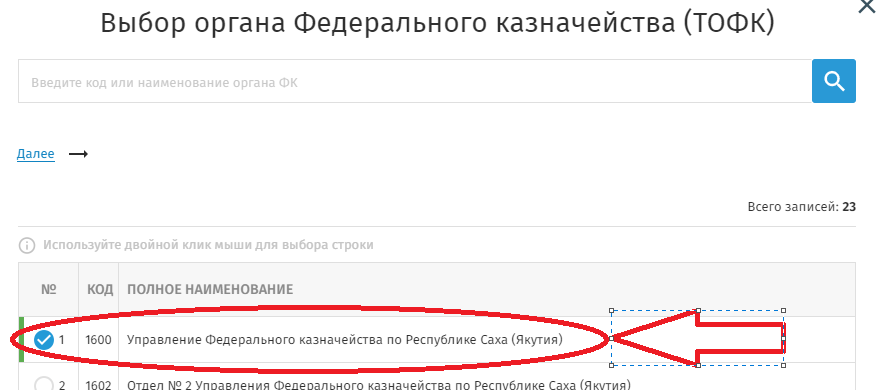 Выбор органа Федерального казначейства (ТОФК)
Введите код или наименование органа ФК
Далее
Всего записей: 23
Используйте двойной клик мыши для выбора строки
№ КОД ПОЛНОЕ НАИМЕНОВАНИЕ
1 1600 Управление Федерального казначейства по Республике Саха (Якутия)
2 1602 Отдел № 2 Управления Федерального казначейства по Республике Саха (Якутия)